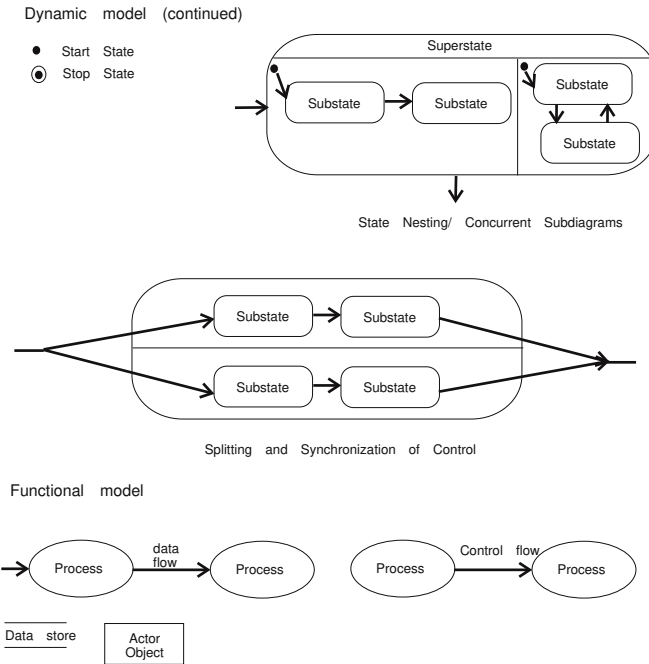 Dynamic model (continued)
Start State
Stop State
Superstate
Substate
Substate
Substate
Substate
State Nesting/ Concurrent Subdiagrams
Substate
Substate
Substate
Substate
Splitting and Synchronization of Control
Functional model
Process
data
flow
Process
Process
Control flow
Process
Data store
Actor
Object